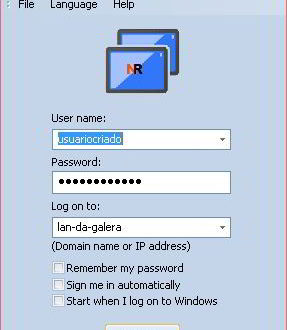 File Language Help
NR
User name:
usuariocriado
Password:
●●●●●●●●●●●●
Log on to:
lan-da-galera
(Domain name or IP address)
Remember my password
Sign me in automatically
Start when I log on to Windows